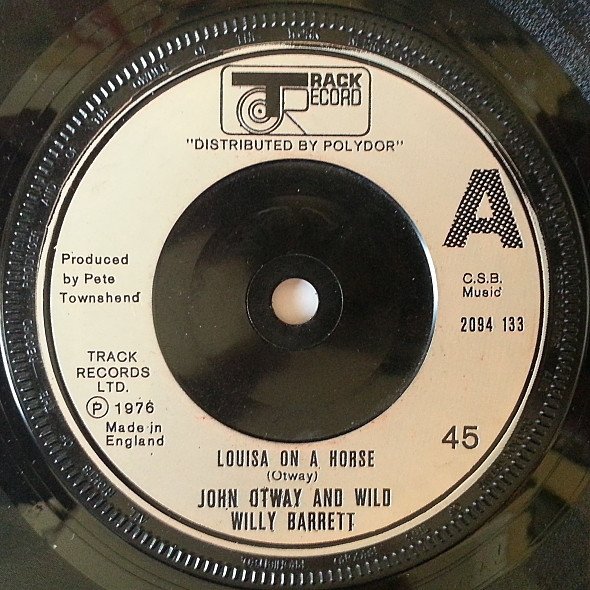 TRACK
RECORD
"DISTRIBUTED BY POLYDOR"
A
Produced
by Pete
Townshend
C.S.B.
Music
2094 133
TRACK
RECORDS
LTD.
Ⓟ 1976
Made in
England
45
LOUISA ON A HORSE
(Otway)
JOHN OTWAY AND WILD
WILLY BARRETT